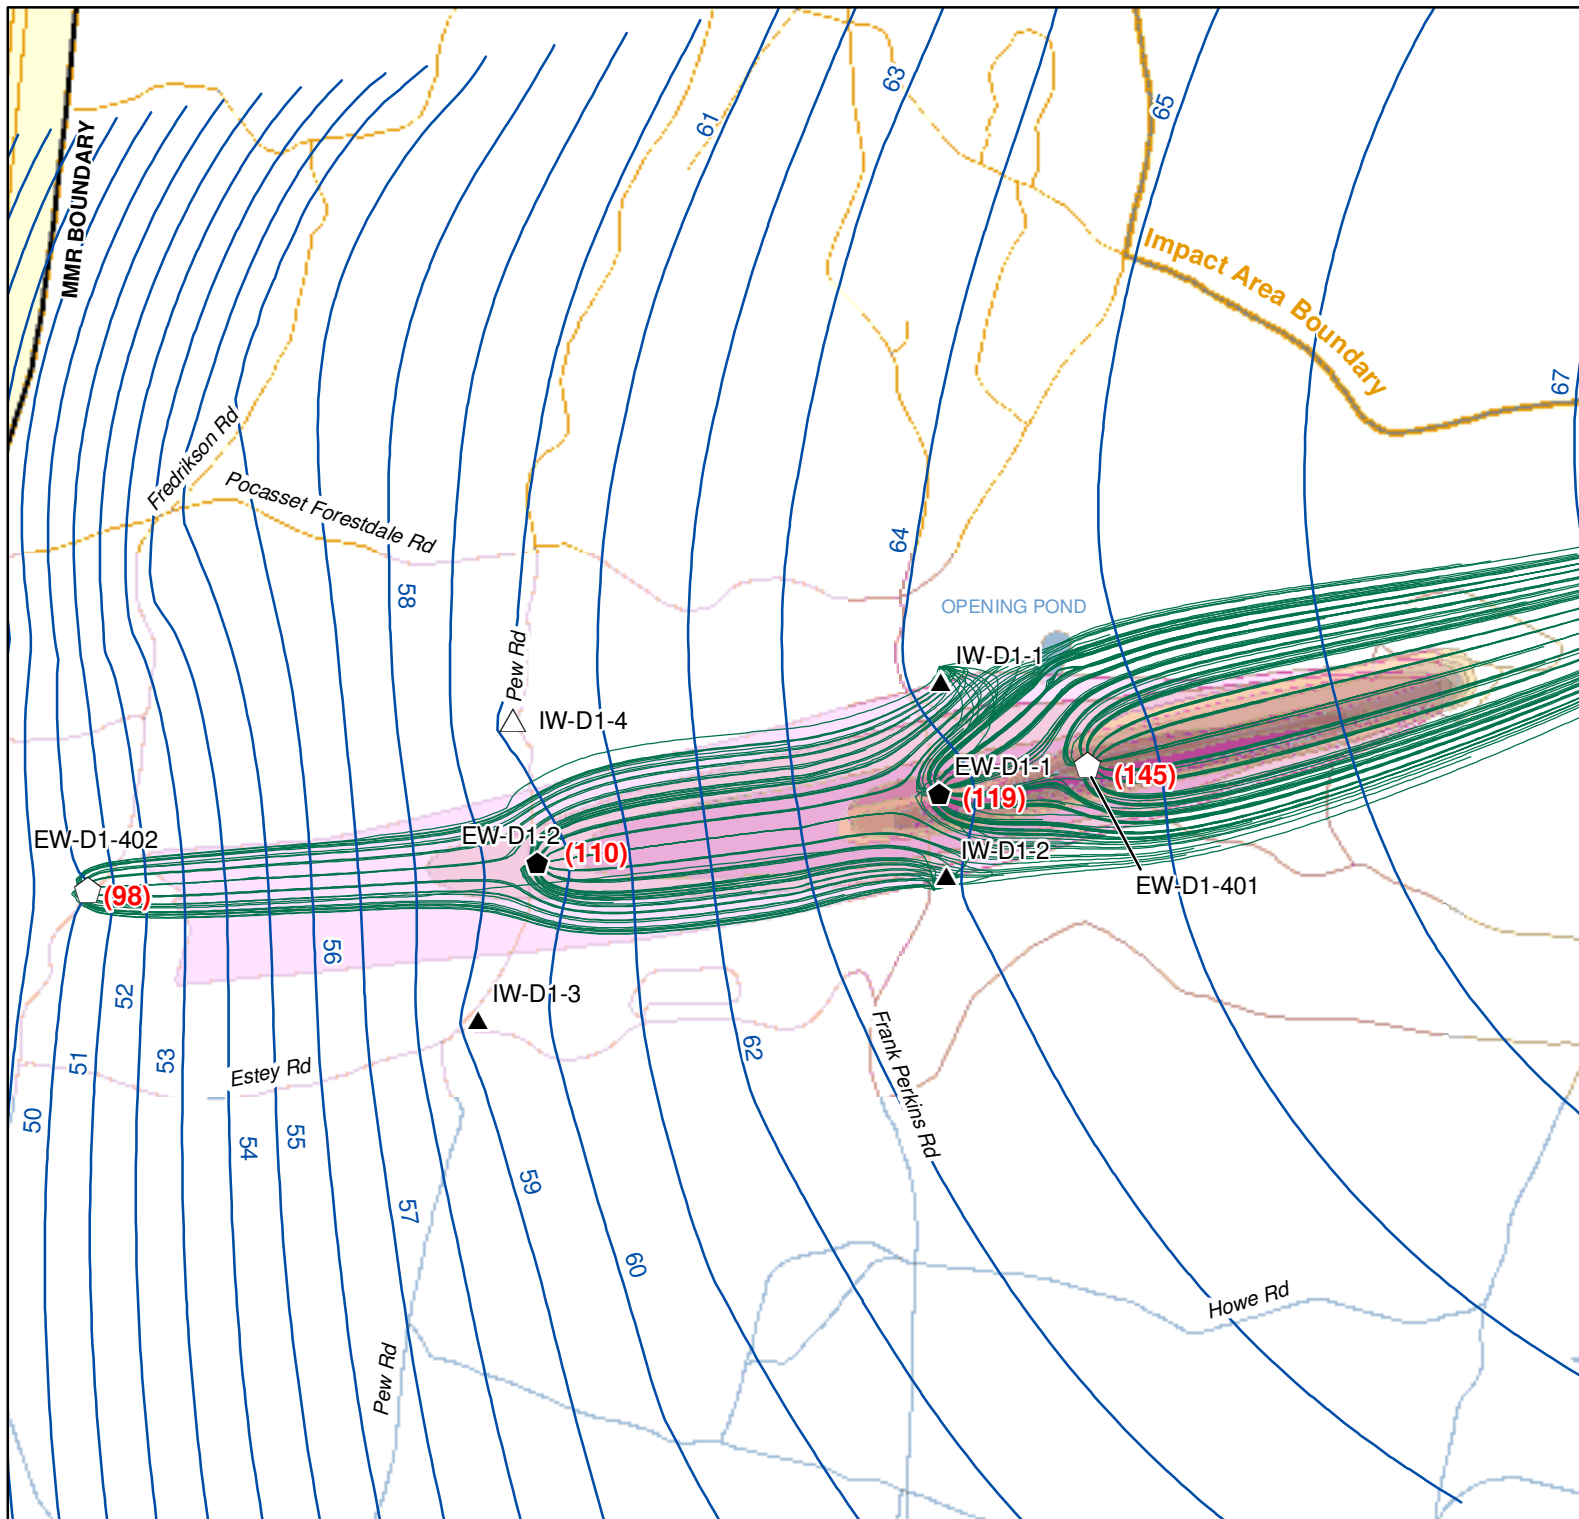 63
65
61
MMR BOUNDARY
Impact Area Boundary
67
Fredrikson Rd
Pocasset Forestdale Rd
64
58
OPENING POND
IW-D1-1
Pew Rd
IW-D1-4
EW-D1-1
(145)
(119)
EW-D1-402
EW-D1-2
(110)
IW-D1-2
EW-D1-401
(98)
56
52
IW-D1-3
51
53
62
Estey Rd
Frank Perkins Rd
50
54
55
59
57
60
Howe Rd
Pew Rd